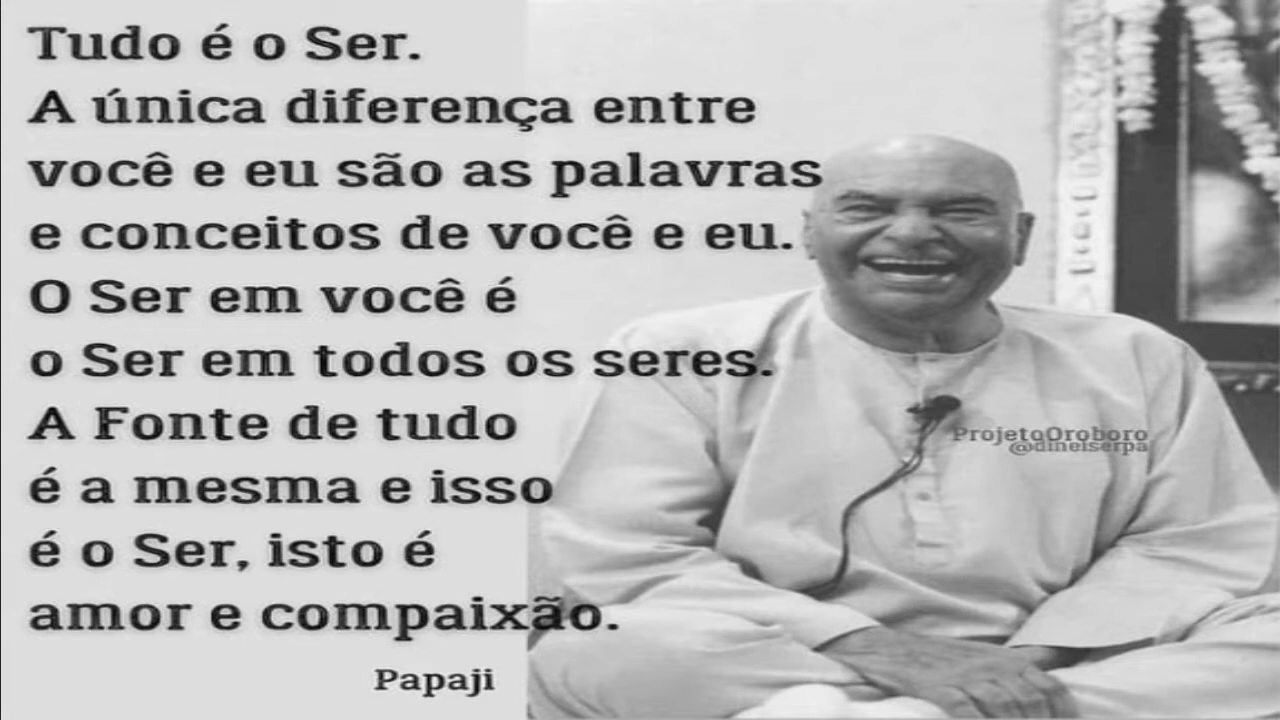 Tudo é o Ser.
A única diferença entre
você e eu são as palavras
e conceitos de você e eu.
O Ser em você é
o Ser em todos os seres.
A Fonte de tudo
é a mesma e isso
é o Ser, isto é
amor e compaixão.
Papaji
ProjetoOroboro
@dineiserpa